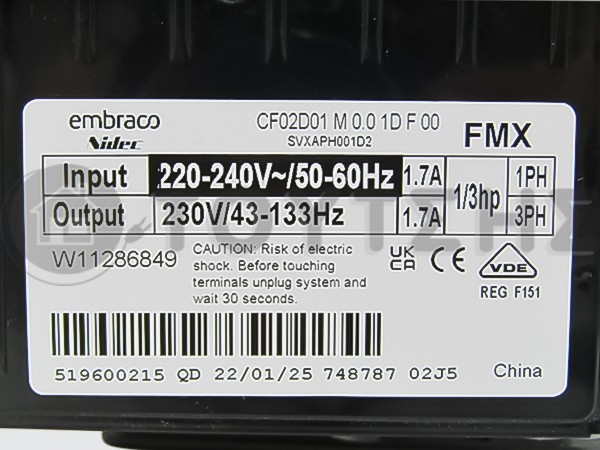 embraco
Nidec
CF02D01 M 0.0 1D F 00
SVXAPH001D2
FMX
Input 220-240V~/50-60Hz 1.7A 1/3hp 1PH
Output 230V/43-133Hz 1.7A 3PH
W11286849
CAUTION: Risk of electric
shock. Before touching
terminals unplug system and
wait 30 seconds.
UK
CA
CE
VDE
REG F151
519600215 QD 22/01/25 748787 02J5
China
ΤΟΥΤΣΗΣ